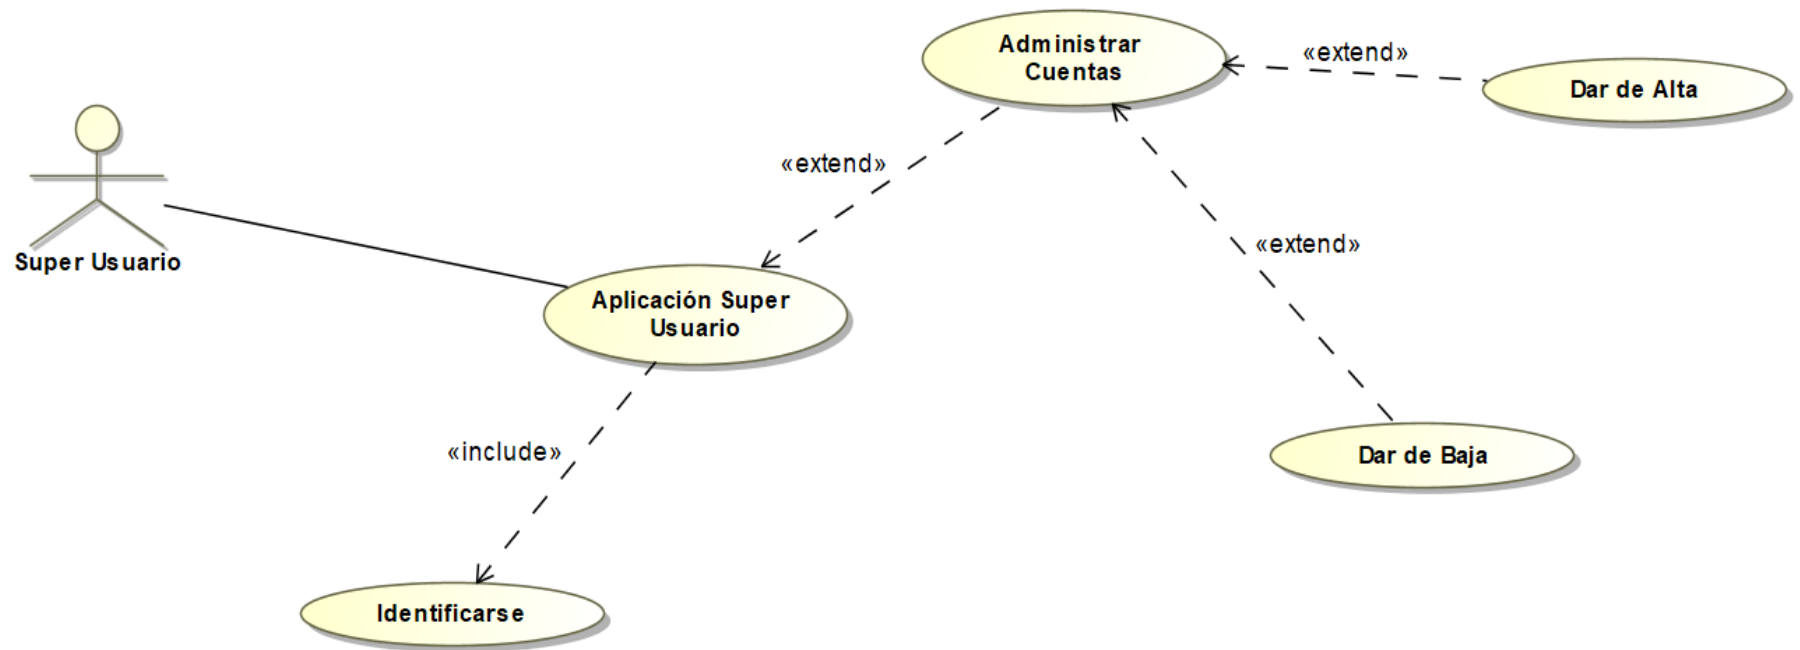 Administrar
Cuentas
«extend»
Dar de Alta
«extend»
Super Usuario
«extend»
Aplicación Super
Usuario
«include»
Dar de Baja
Identificarse